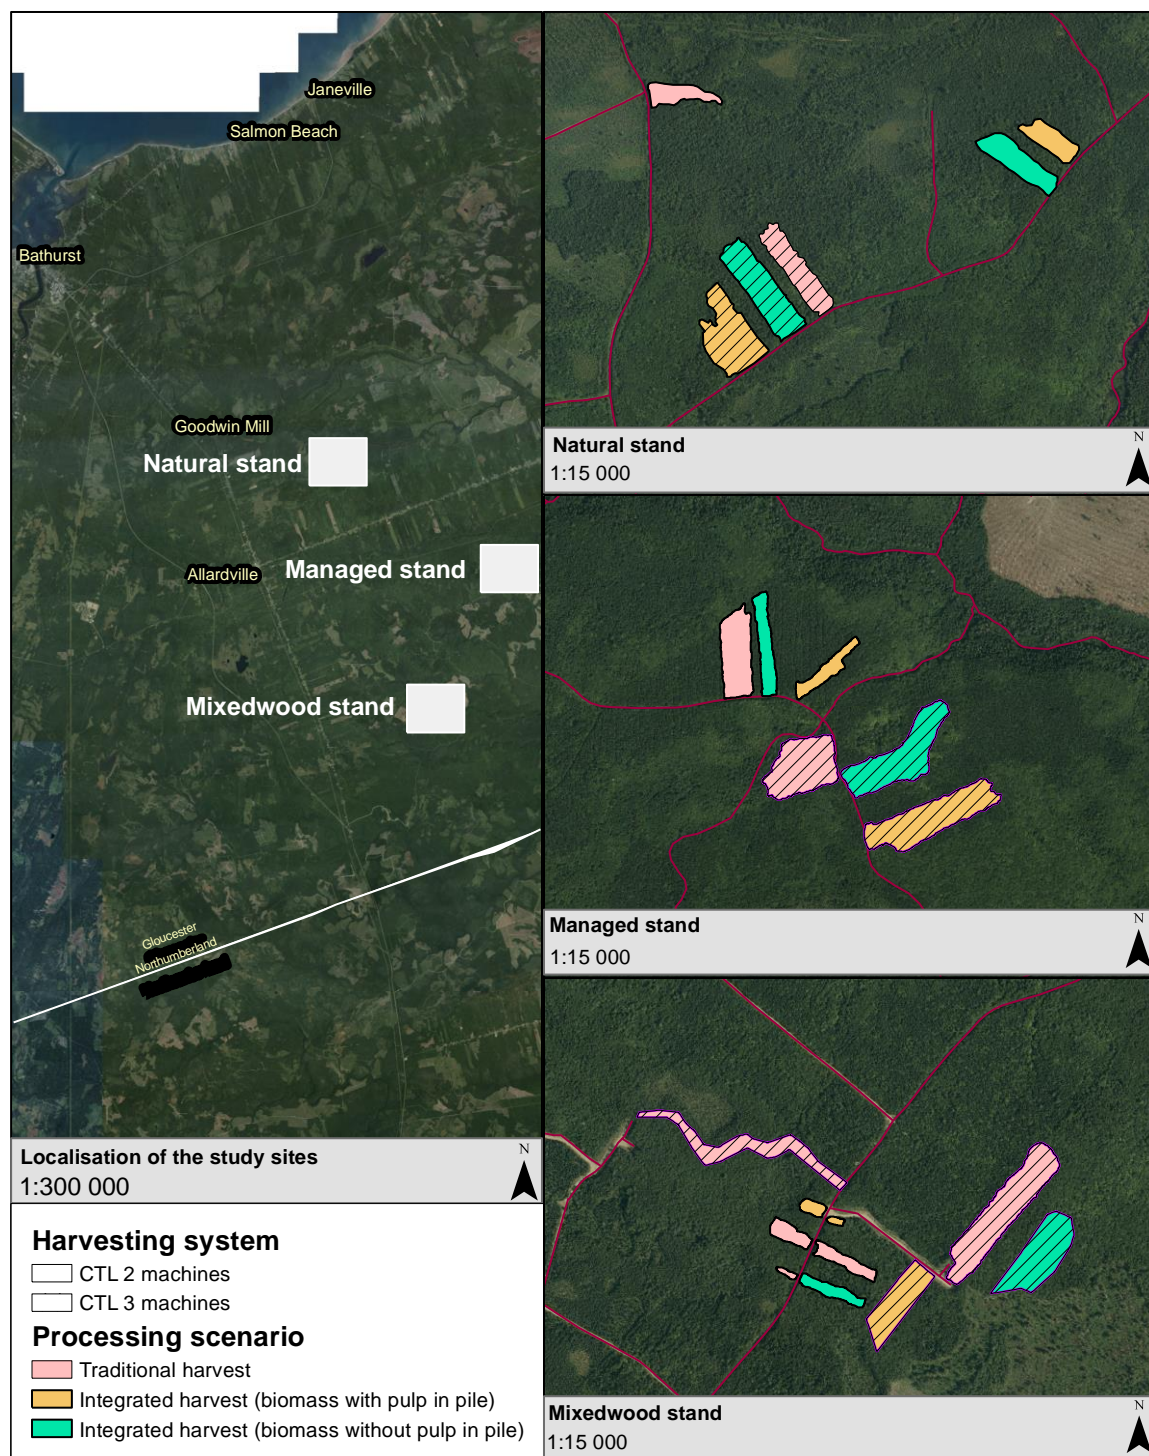 Janeville
Salmon Beach
Bathurst
Goodwin Mill
Natural stand
Allardville
Managed stand
Mixedwood stand
Gloucester
Northumberland
Localisation of the study sites
1:300 000
N
Harvesting system
CTL 2 machines
CTL 3 machines
Processing scenario
Traditional harvest
Integrated harvest (biomass with pulp in pile)
Integrated harvest (biomass without pulp in pile)
Natural stand
1:15 000
N
Managed stand
1:15 000
N
Mixedwood stand
1:15 000
N